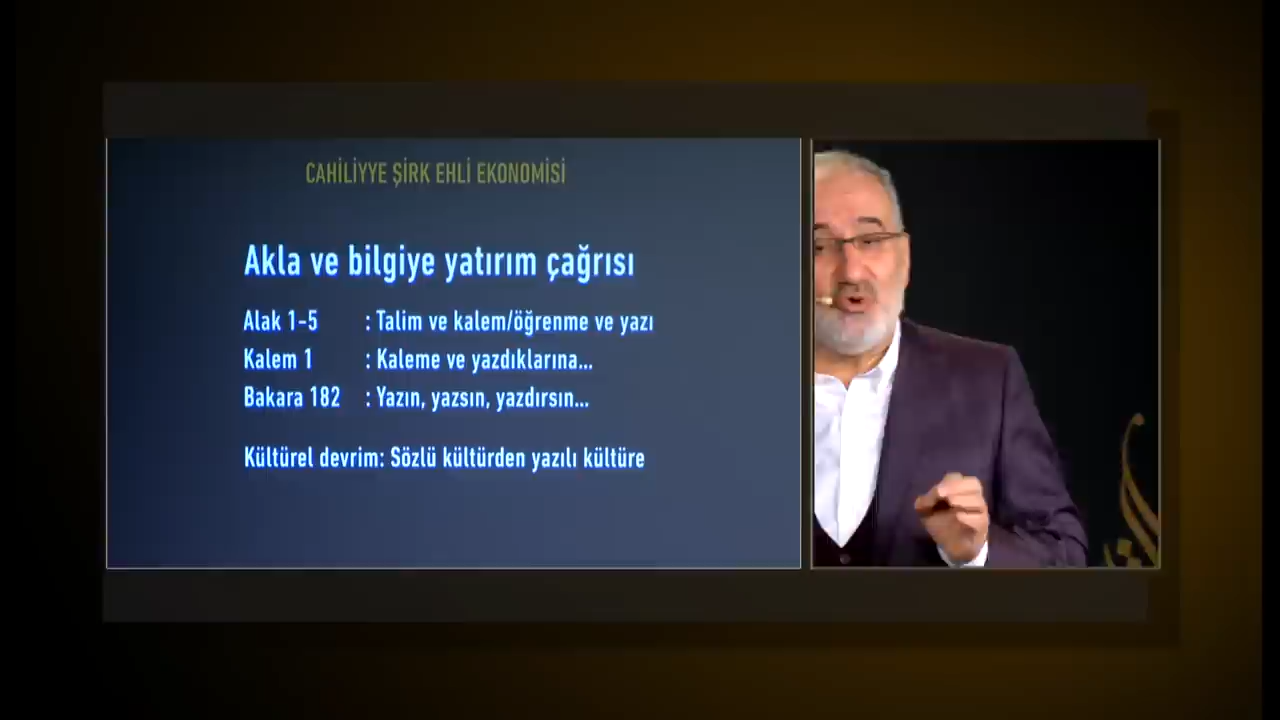 CAHİLİYYE ŞİRK EHLİ EKONOMİSİ
Akla ve bilgiye yatırım çağrısı
Alak 1-5 : Talim ve kalem/öğrenme ve yazı
Kalem 1 : Kaleme ve yazdıklarına...
Bakara 182 : Yazın, yazsın, yazdırsın...
Kültürel devrim: Sözlü kültürden yazılı kültüre